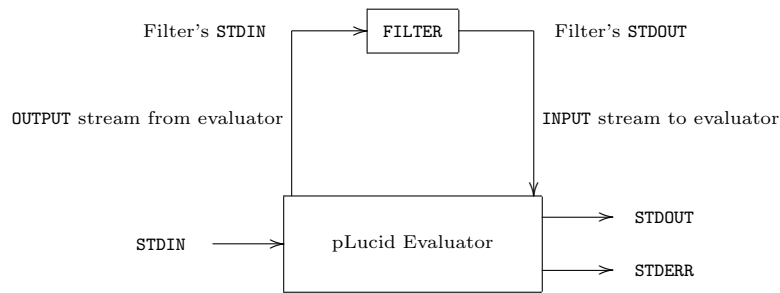 Filter's STDIN
FILTER
Filter's STDOUT
OUTPUT stream from evaluator
INPUT stream to evaluator
STDIN
pLucid Evaluator
STDOUT
STDERR